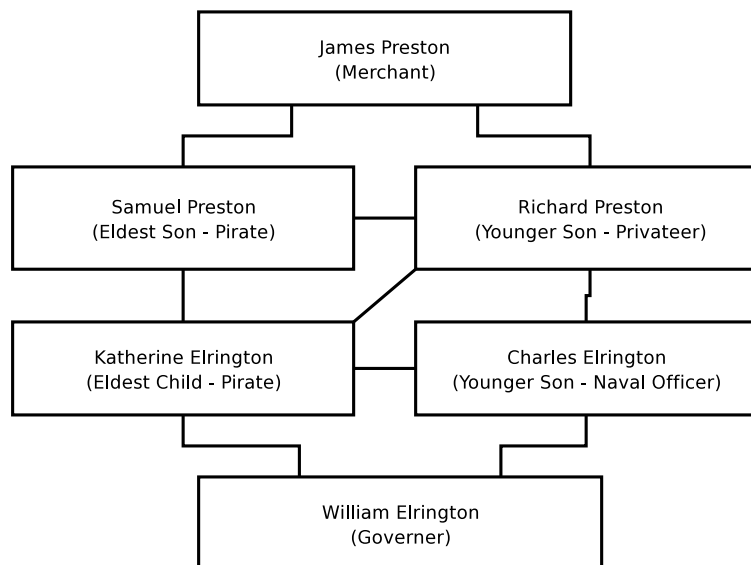 James Preston
(Merchant)
Samuel Preston
(Eldest Son - Pirate)
Richard Preston
(Younger Son - Privateer)
Katherine Elrington
(Eldest Child - Pirate)
Charles Elrington
(Younger Son - Naval Officer)
William Elrington
(Governer)